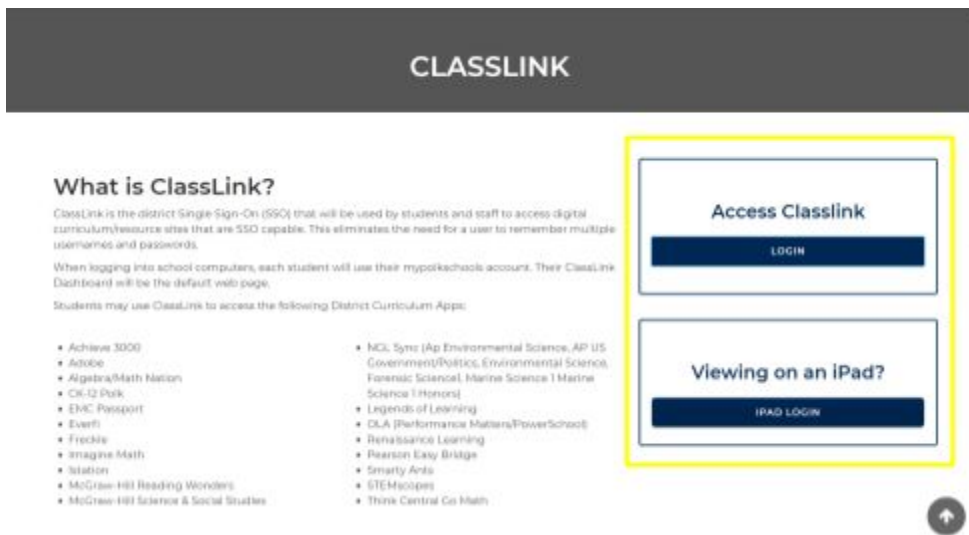 CLASSLINK
What is ClassLink?
ClassLink is the district Single Sign-On (SSO) that will be used by students and staff to access digital
curriculum/resource sites that are SSO capable. This eliminates the need for a user to remember multiple
usernames and passwords.
When logging into school computers, each student will use their mypolkschools account. Their ClassLink
Dashboard will be the default web page.
Students may use ClassLink to access the following District Curriculum Apps:
Achieve 3000
Adobe
Algebra/Math Nation
CK-12 Polk
EMC Passport
Everfi
Freckle
Imagine Math
Istation
McGraw-Hill Reading Wonders
McGraw-Hill Science & Social Studies
NGL Sync (Ap Environmental Science, AP US
Government/Politics, Environmental Science,
Forensic Science1, Marine Science 1 Marine
Science 1 Honors)
Legends of Learning
OLA (Performance Matters/PowerSchool)
Renaissance Learning
Pearson Easy Bridge
Smarty Ants
STEMscopes
Think Central Go Math
Access Classlink
LOGIN
Viewing on an iPad?
IPAD LOGIN